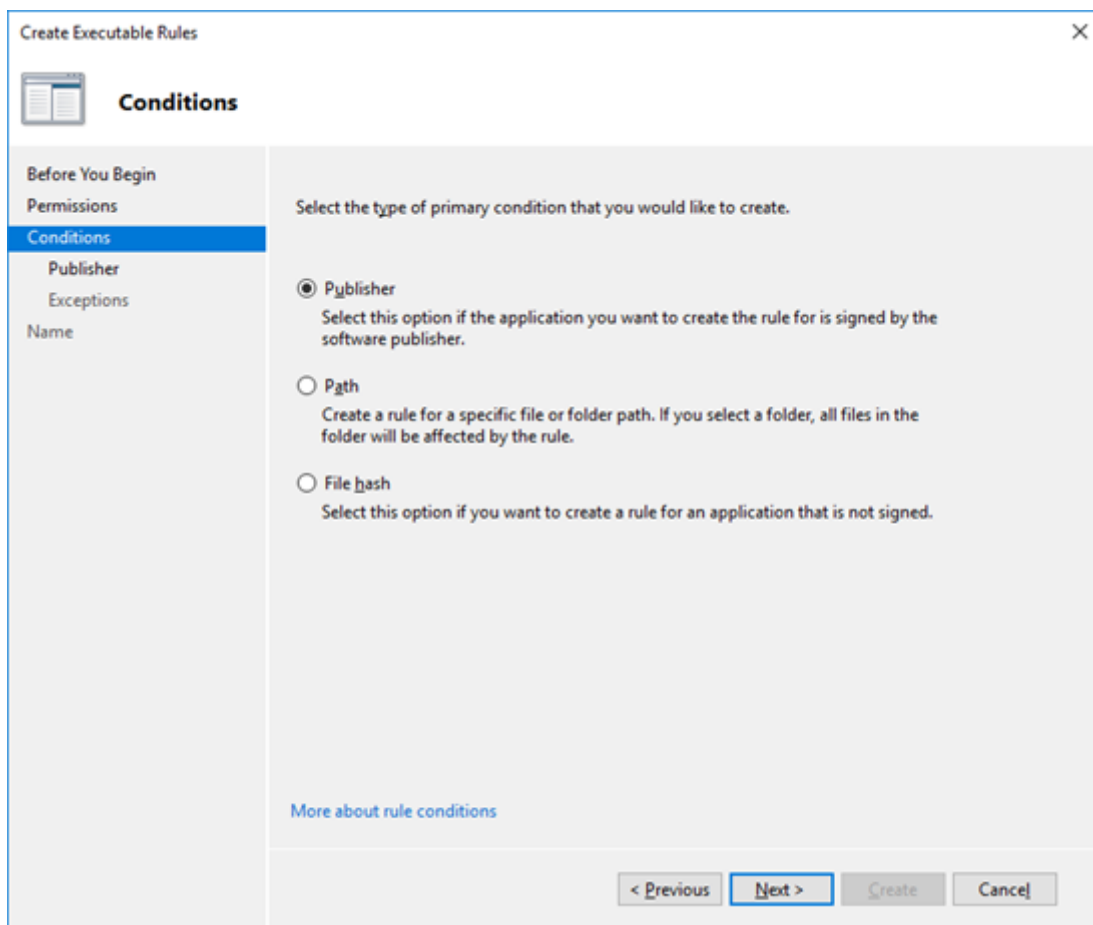 Create Executable Rules
Conditions
Before You Begin
Permissions
Conditions
Publisher
Exceptions
Name
Select the type of primary condition that you would like to create.
Publisher
Select this option if the application you want to create the rule for is signed by the
software publisher.
Path
Create a rule for a specific file or folder path. If you select a folder, all files in the
folder will be affected by the rule.
File hash
Select this option if you want to create a rule for an application that is not signed.
More about rule conditions
< Previous
Next >
Create
Cancel